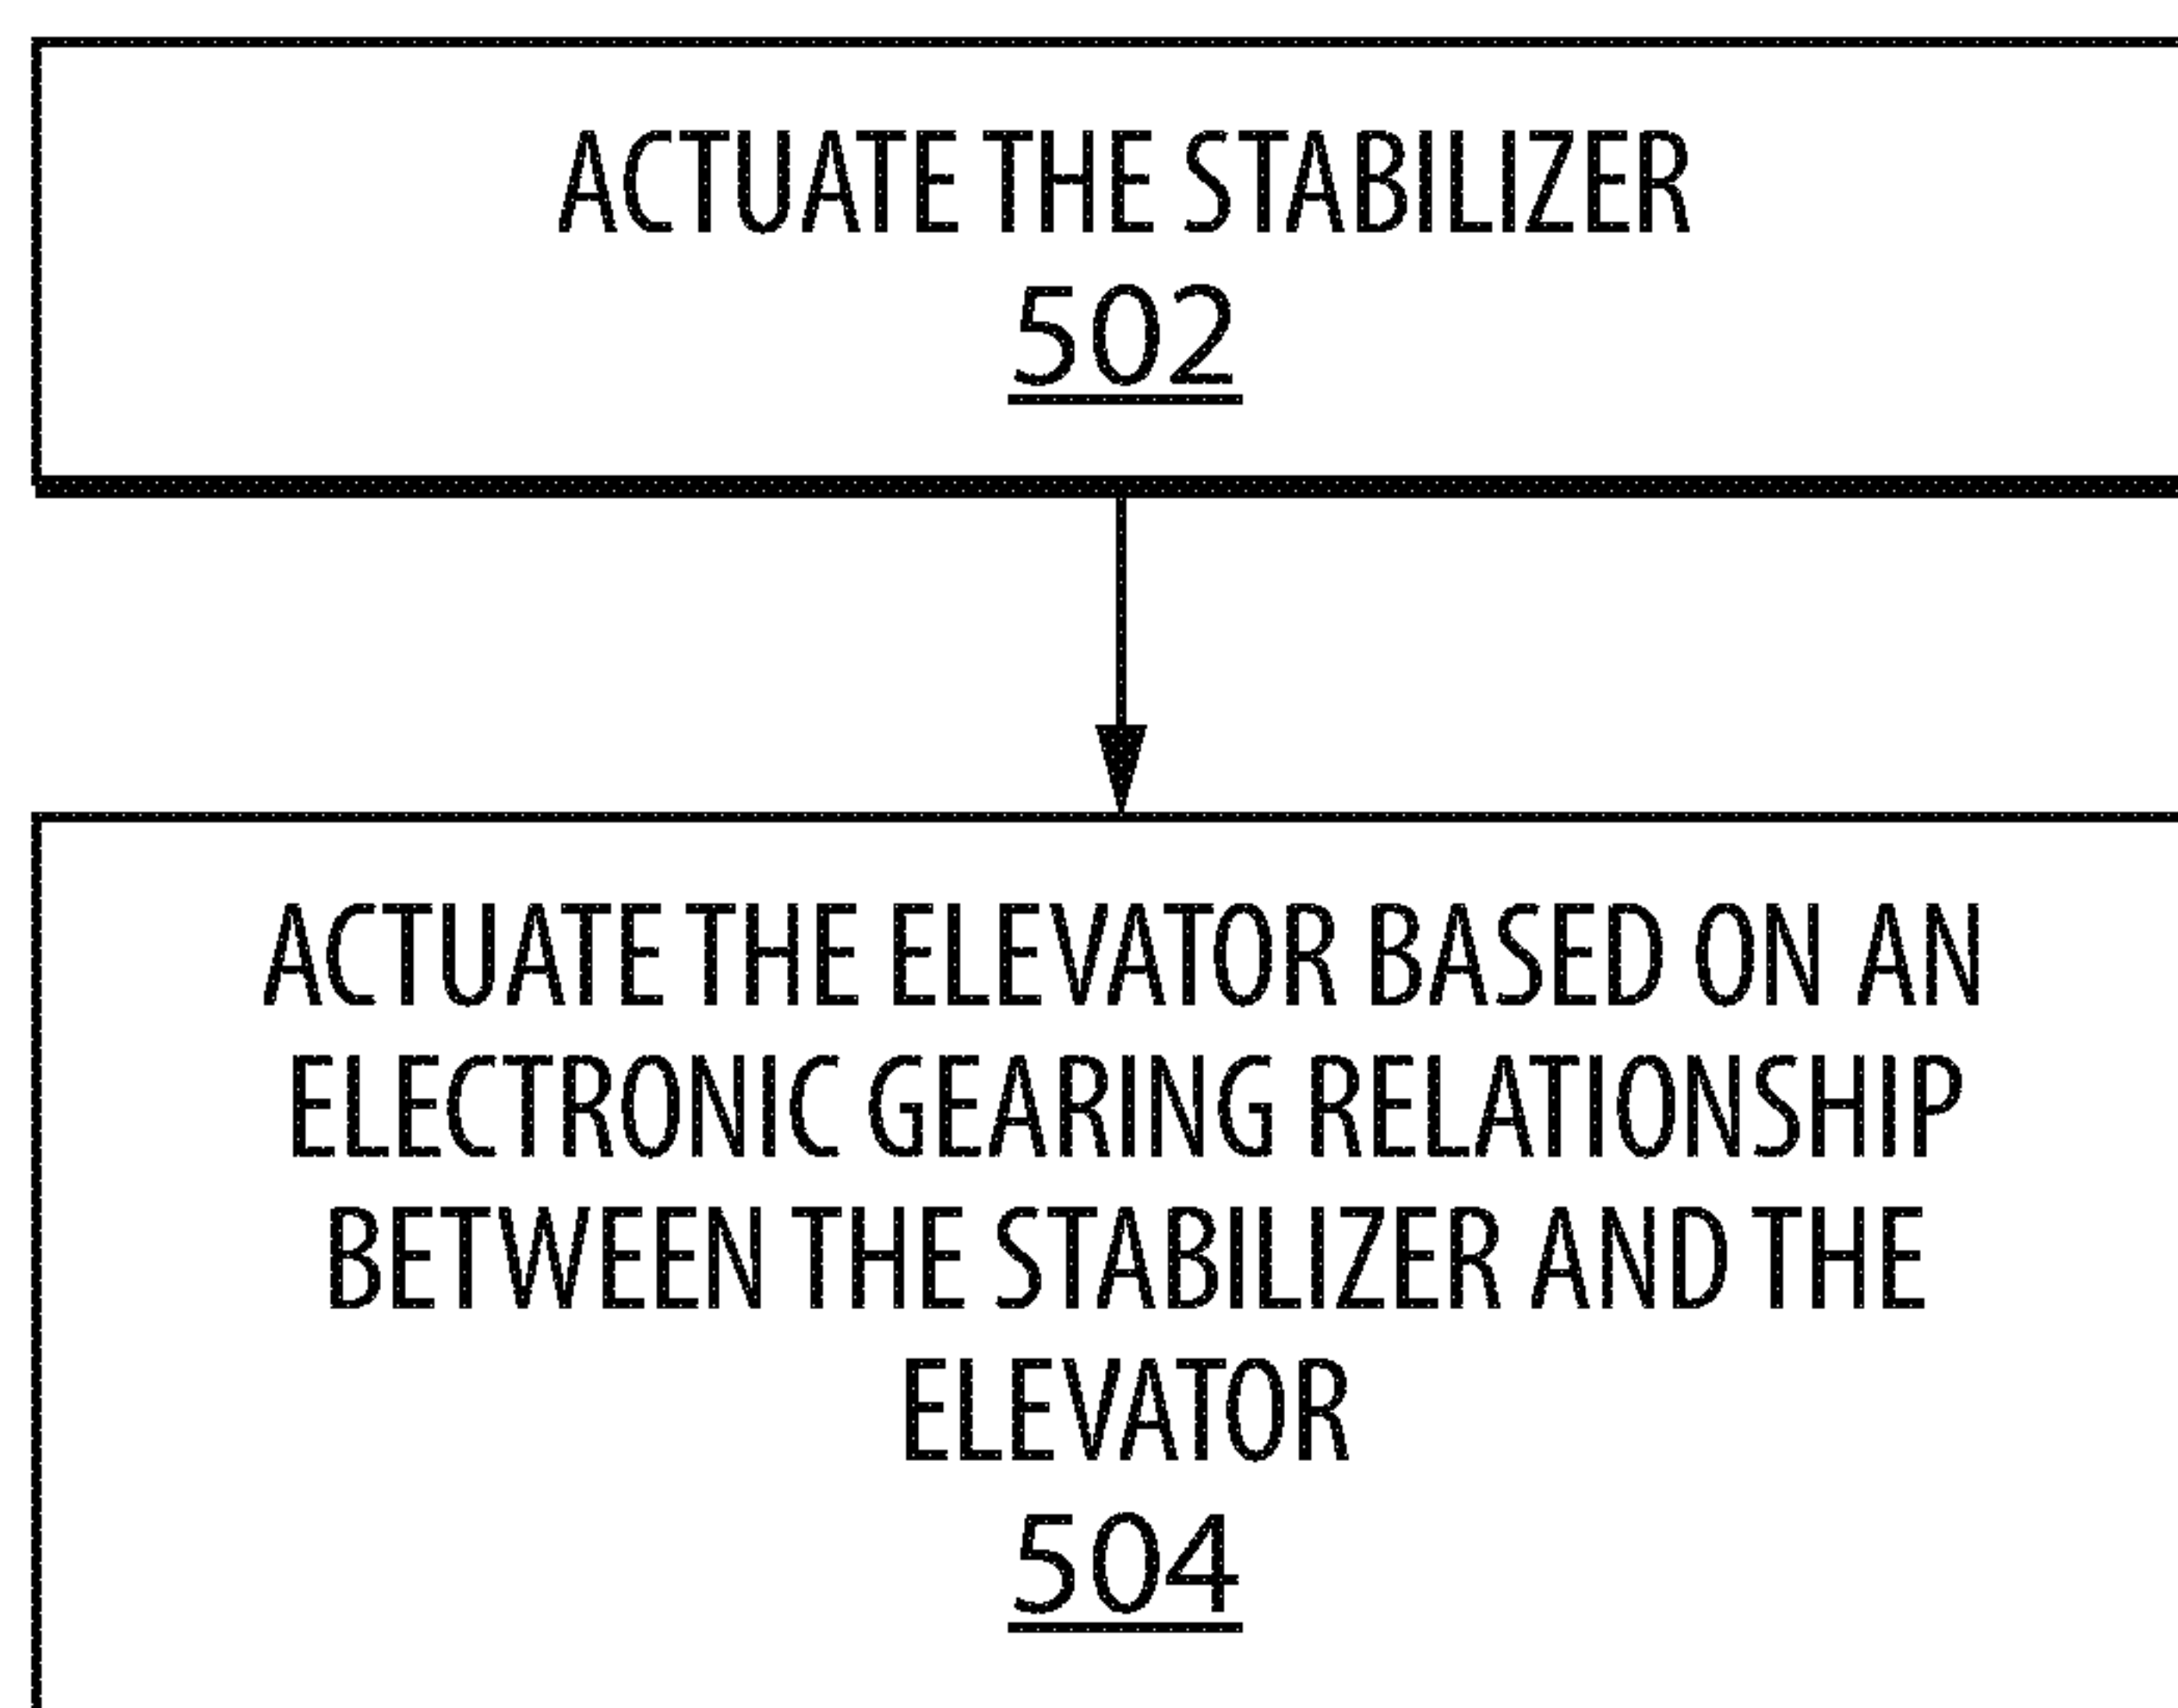 ACTUATE THE STABILIZER
502
ACTUATE THE ELEVATOR BASED ON AN
ELECTRONIC GEARING RELATIONSHIP
BETWEEN THE STABILIZER AND THE
ELEVATOR
504